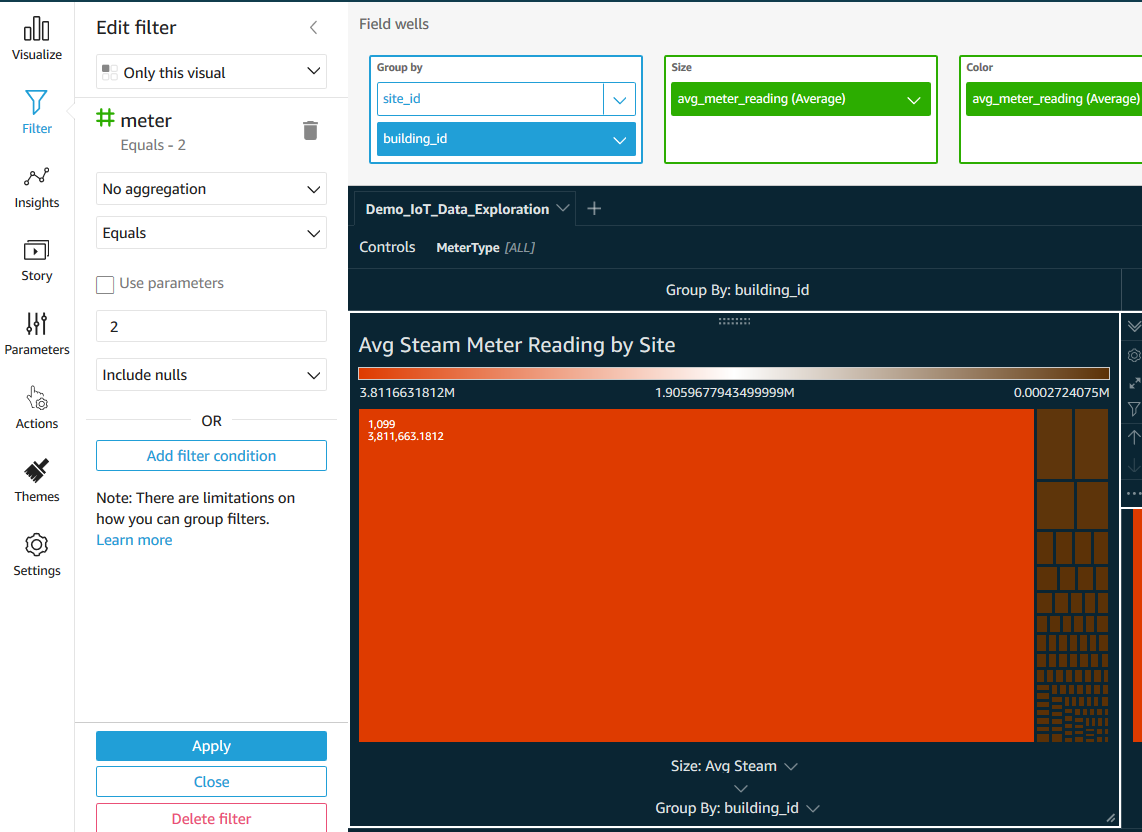 Visualize
Filter
Insights
Story
Parameters
Actions
Themes
Settings
Edit filter
Only this visual
meter
Equals - 2
No aggregation
Equals
Use parameters
2
Include nulls
OR
Add filter condition
Note: There are limitations on
how you can group filters.
Learn more
Apply
Close
Delete filter
Field wells
Group by
site_id
building_id
Size
avg_meter_reading (Average)
Color
avg_meter_reading (Average)
Demo_IoT_Data_Exploration
Controls MeterType [ALL]
Group By: building_id
Avg Steam Meter Reading by Site
3.8116631812M 1.9059677943499999M 0.0002724075M
1,099
3,811,663.1812
Size: Avg Steam
Group By: building_id